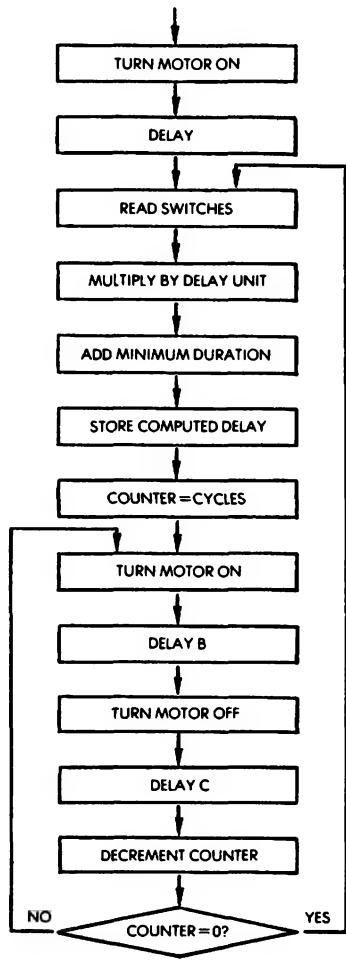 TURN MOTOR ON
DELAY
READ SWITCHES
MULTIPLY BY DELAY UNIT
ADD MINIMUM DURATION
STORE COMPUTED DELAY
COUNTER=CYCLES
TURN MOTOR ON
DELAY B
TURN MOTOR OFF
DELAY C
DECREMENT COUNTER
NO
COUNTER=0?
YES